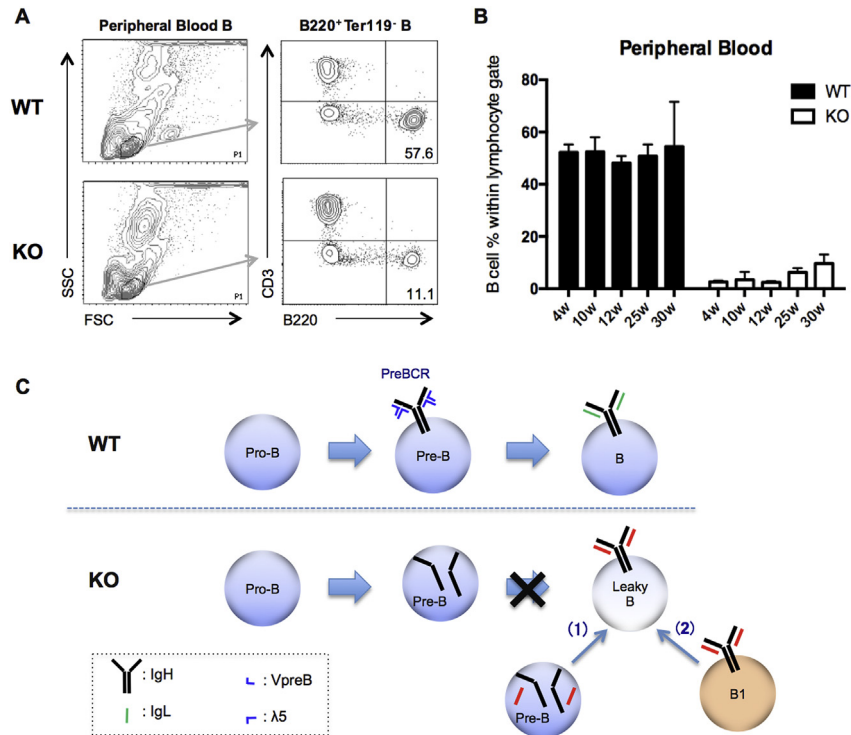 A
Peripheral Blood B
B220+Ter119- B
WT
P1
57.6
KO
SSC
P1
CD3
11.1
FSC
B220
B
Peripheral Blood
B cell % within lymphocyte gate
80
60
40
20
0
4w
10w
12w
25w
30w
4w
10w
12w
25w
30w
WT
KO
C
PreBCR
WT
Pro-B
Pre-B
B
KO
Pro-B
Pre-B
Leaky
B
(1)
(2)
Pre-B
B1
: IgH
: VpreB
: IgL
: λ5